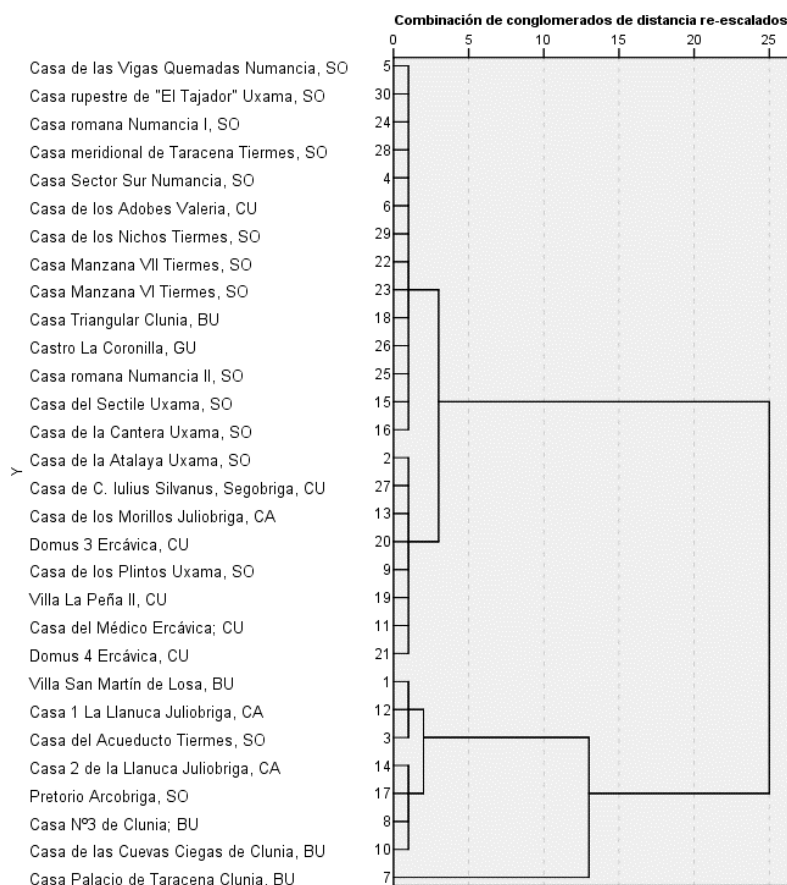 Combinación de conglomerados de distancia re-escalados
0 5 10 15 20 25
Casa de las Vigas Quemadas Numancia, SO 5
Casa rupestre de "El Tajador" Uxama, SO 30
Casa romana Numancia I, SO 24
Casa meridional de Taracena Tiermes, SO 28
Casa Sector Sur Numancia, SO 4
Casa de los Adobes Valeria, CU 6
Casa de los Nichos Tiermes, SO 29
Casa Manzana VII Tiermes, SO 22
Casa Manzana VI Tiermes, SO 23
Casa Triangular Clunia, BU 18
Castro La Coronilla, GU 26
Casa romana Numancia II, SO 25
Casa del Sectile Uxama, SO 15
Casa de la Cantera Uxama, SO 16
Casa de la Atalaya Uxama, SO 2
Y
Casa de C. Iulius Silvanus, Segobriga, CU 27
Casa de los Morillos Juliobriga, CA 13
Domus 3 Ercávica, CU 20
Casa de los Plintos Uxama, SO 9
Villa La Peña II, CU 19
Casa del Médico Ercávica; CU 11
Domus 4 Ercávica, CU 21
Villa San Martín de Losa, BU 1
Casa 1 La Llanuca Juliobriga, CA 12
Casa del Acueducto Tiermes, SO 3
Casa 2 de la Llanuca Juliobriga, CA 14
Pretorio Arcobriga, SO 17
Casa Nº3 de Clunia; BU 8
Casa de las Cuevas Ciegas de Clunia, BU 10
Casa Palacio de Taracena Clunia, BU 7